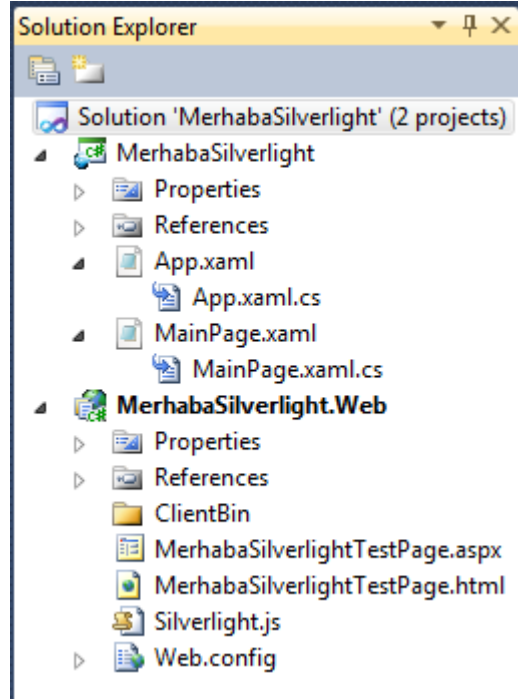 Solution Explorer
Solution 'MerhabaSilverlight' (2 projects)
MerhabaSilverlight
Properties
References
App.xaml
App.xaml.cs
MainPage.xaml
MainPage.xaml.cs
MerhabaSilverlight.Web
Properties
References
ClientBin
MerhabaSilverlightTestPage.aspx
MerhabaSilverlightTestPage.html
Silverlight.js
Web.config